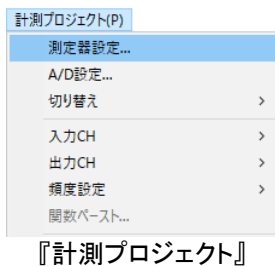 計測プロジェクト(P)
測定器設定...
A/D設定...
切り替え
入力CH
出力CH
頻度設定
関数ペースト...
『計測プロジェクト』